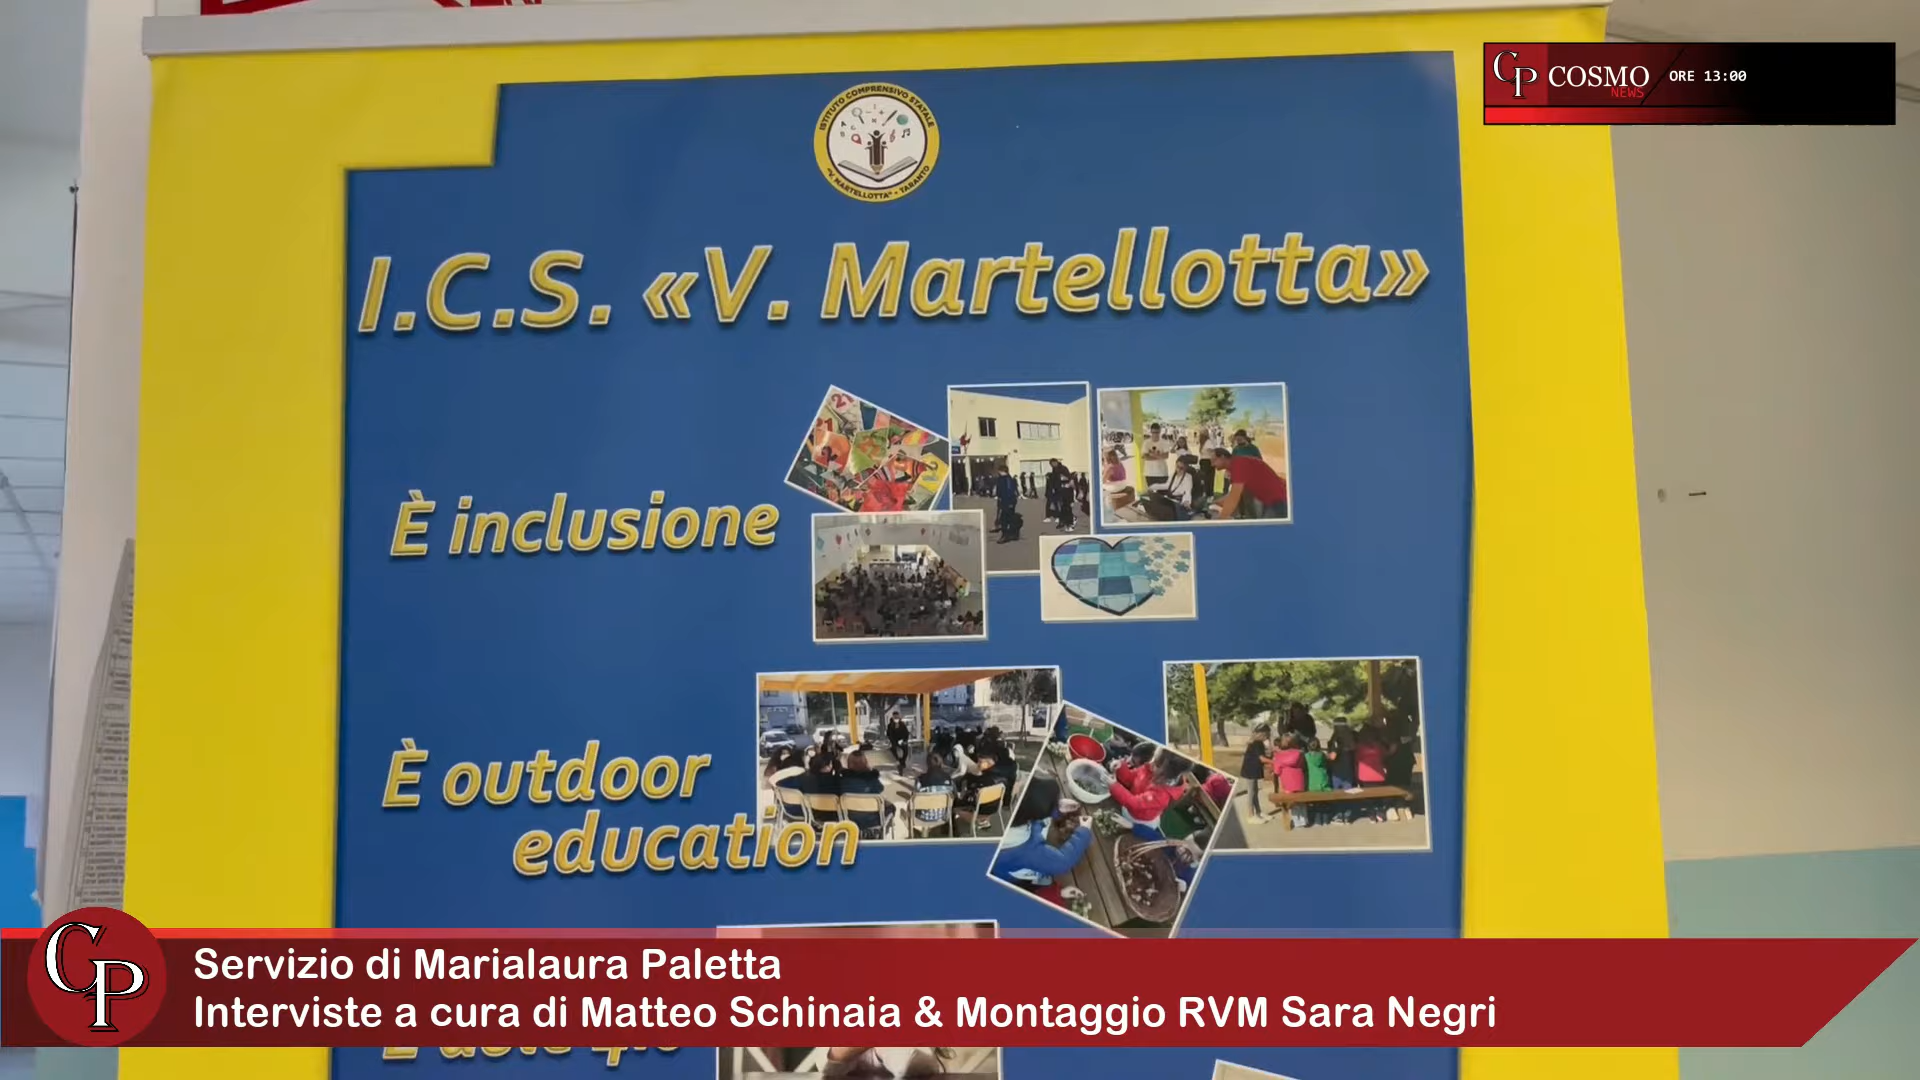 CP COSMO NEWS ORE 13:00
ISTITUTO COMPRENSIVO STATALE
"V. MARTELLOTTA" - TARANTO
I.C.S. «V. Martellotta»
È inclusione
È outdoor
education
CP
Servizio di Marialaura Paletta
Interviste a cura di Matteo Schinaia & Montaggio RVM Sara Negri